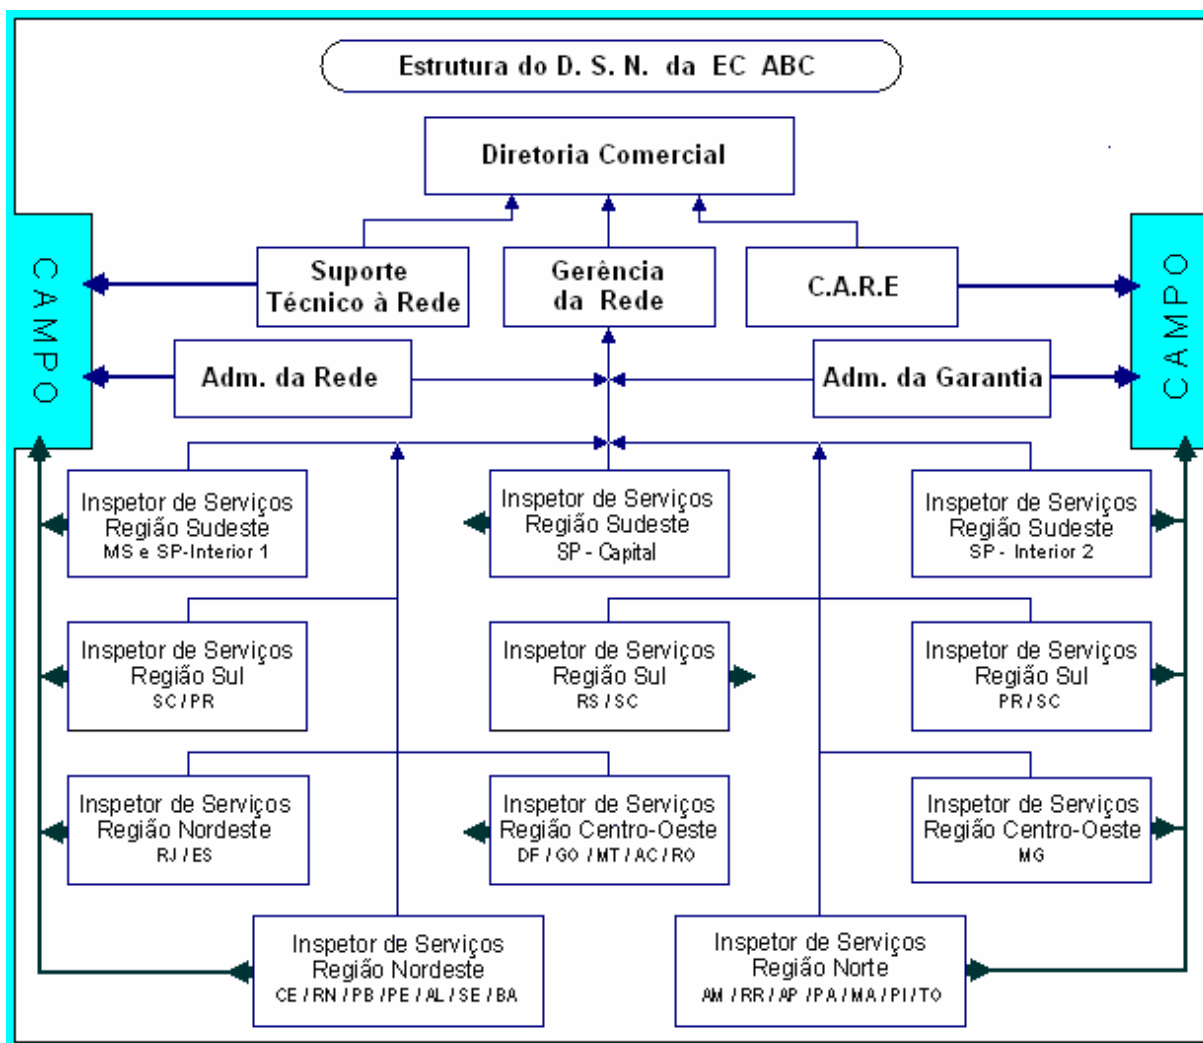 Estrutura do D. S. N. da EC ABC
Diretoria Comercial
CAMPO
Suporte
Técnico à Rede
Gerência
da Rede
C.A.R.E
CAMPO
Adm. da Rede
Adm. da Garantia
Inspetor de Serviços
Região Sudeste
MS e SP-Interior 1
Inspetor de Serviços
Região Sudeste
SP - Capital
Inspetor de Serviços
Região Sudeste
SP - Interior 2
Inspetor de Serviços
Região Sul
SC / PR
Inspetor de Serviços
Região Sul
RS / SC
Inspetor de Serviços
Região Sul
PR / SC
Inspetor de Serviços
Região Nordeste
RJ / ES
Inspetor de Serviços
Região Centro-Oeste
DF / GO / MT / AC / RO
Inspetor de Serviços
Região Centro-Oeste
MG
Inspetor de Serviços
Região Nordeste
CE / RN / PB / PE / AL / SE / BA
Inspetor de Serviços
Região Norte
AM / RR / AP / PA / MA / PI / TO